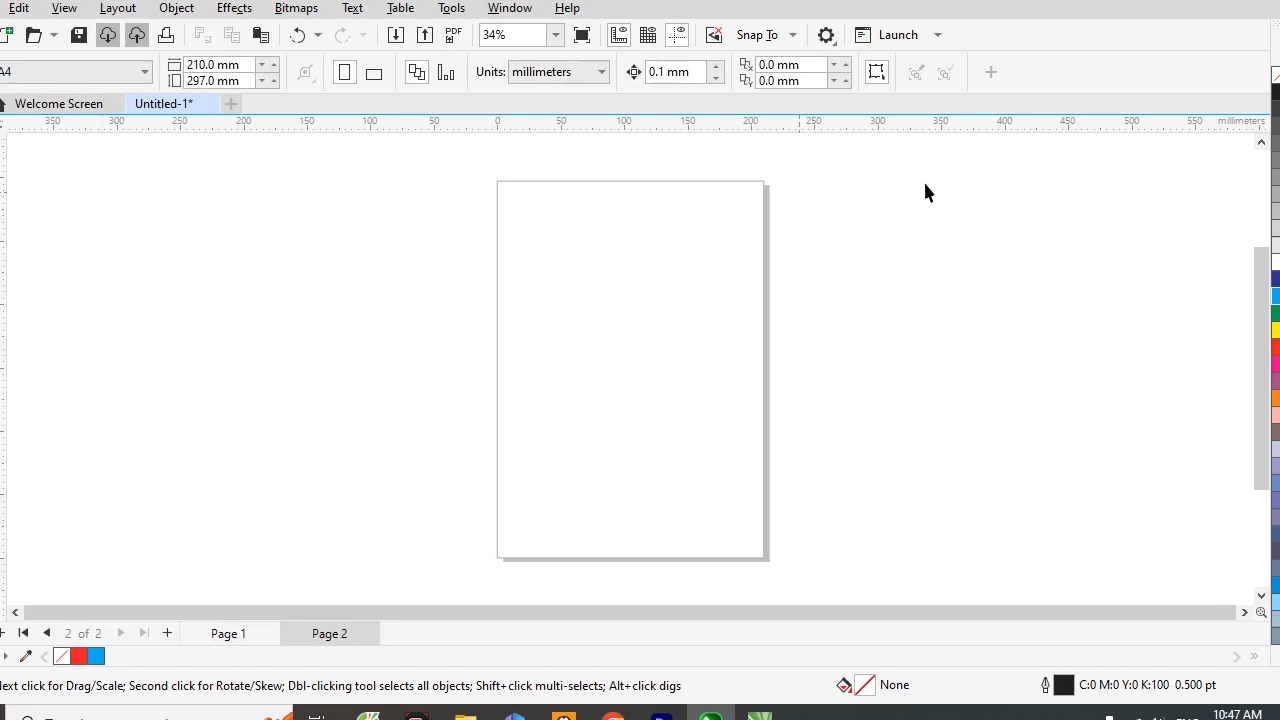 Edit View Layout Object Effects Bitmaps Text Table Tools Window Help
PDF 34% Snap To Launch
A4 210.0 mm 297.0 mm Units: millimeters 0.1 mm 0.0 mm 0.0 mm
Welcome Screen Untitled-1*
350 300 250 200 150 100 50 0 50 100 150 200 250 300 350 400 450 500 550 millimeters
2 of 2 Page 1 Page 2
Next click for Drag/Scale; Second click for Rotate/Skew; Dbl-clicking tool selects all objects; Shift+click multi-selects; Alt+click digs None C:0 M:0 Y:0 K:100 0.500 pt
10:47 AM